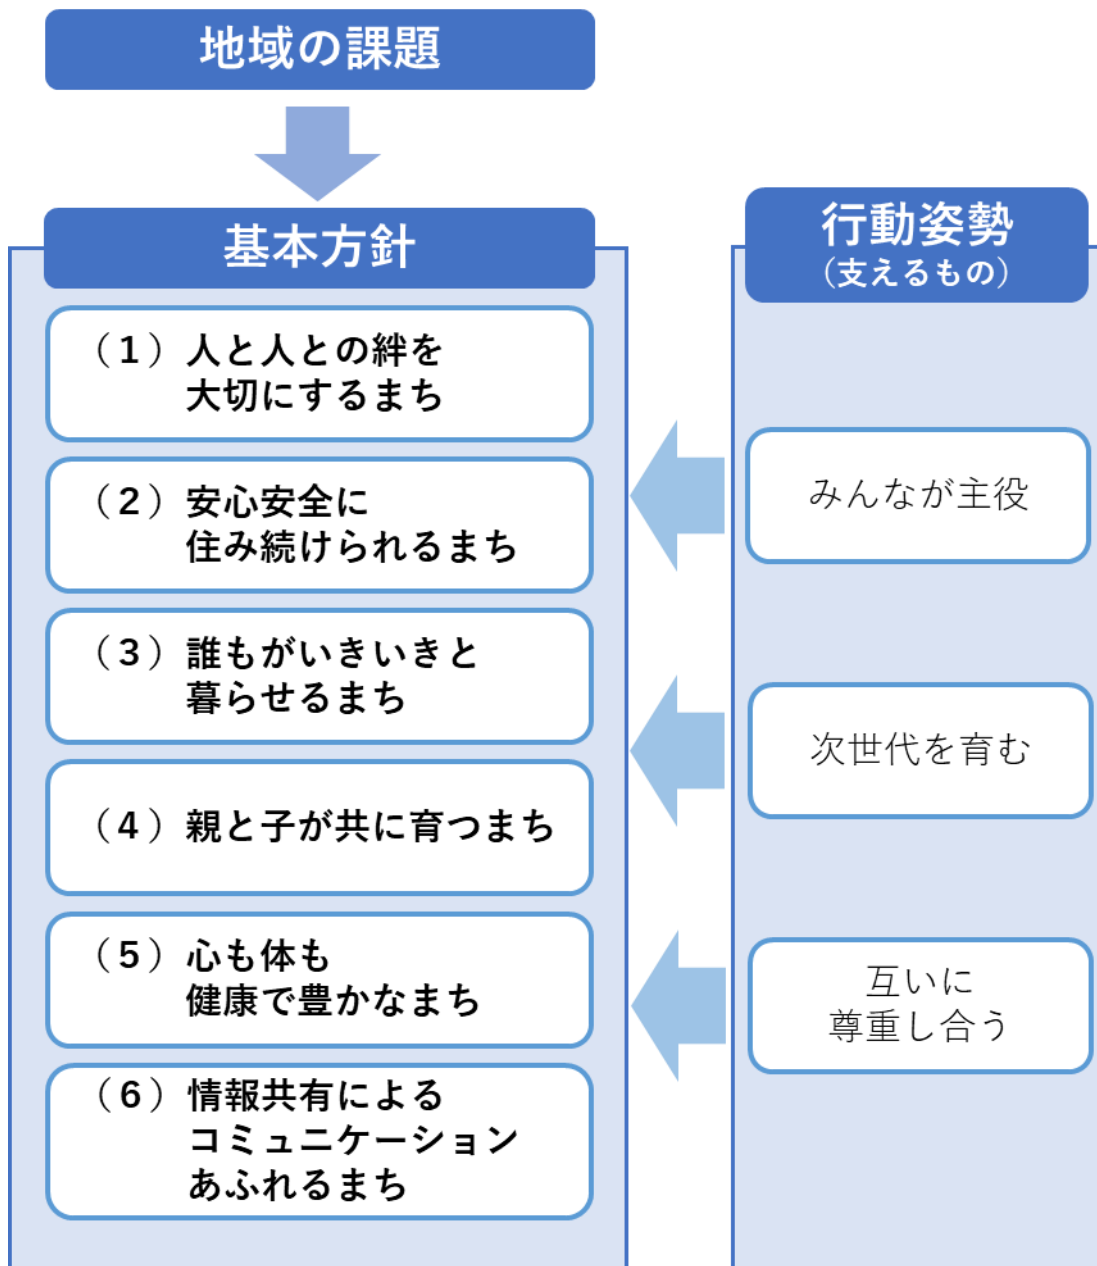 地域の課題
基本方針
（1）人と人との絆を
大切にするまち
（2）安心安全に
住み続けられるまち
（3）誰もがいきいきと
暮らせるまち
（4）親と子が共に育つまち
（5）心も体も
健康で豊かなまち
（6）情報共有による
コミュニケーション
あふれるまち
行動姿勢
（支えるもの）
みんなが主役
次世代を育む
互いに
尊重し合う